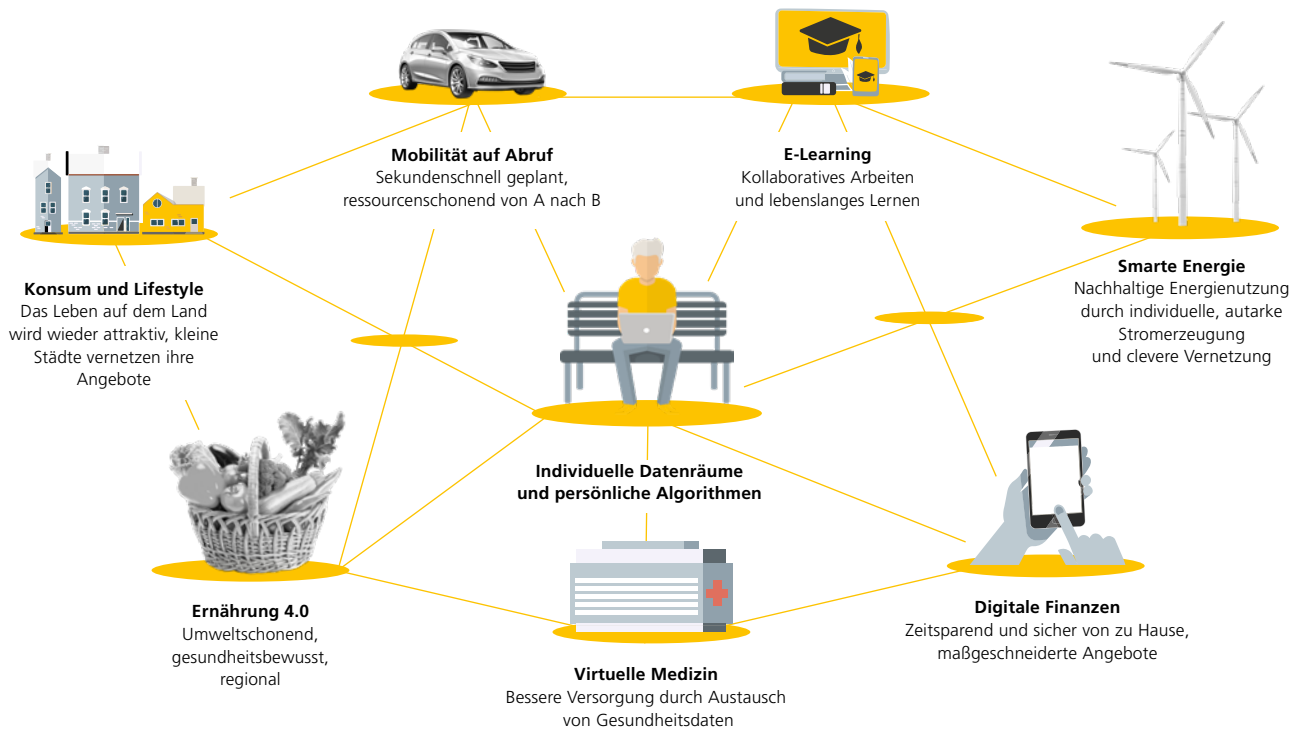 Mobilität auf Abruf
Sekundenschnell geplant,
ressourcenschonend von A nach B
E-Learning
Kollaboratives Arbeiten
und lebenslanges Lernen
Konsum und Lifestyle
Das Leben auf dem Land
wird wieder attraktiv, kleine
Städte vernetzen ihre
Angebote
Smarte Energie
Nachhaltige Energienutzung
durch individuelle, autarke
Stromerzeugung
und clevere Vernetzung
Individuelle Datenräume
und persönliche Algorithmen
Ernährung 4.0
Umweltschonend,
gesundheitsbewusst,
regional
Virtuelle Medizin
Bessere Versorgung durch Austausch
von Gesundheitsdaten
Digitale Finanzen
Zeitsparend und sicher von zu Hause,
maßgeschneiderte Angebote